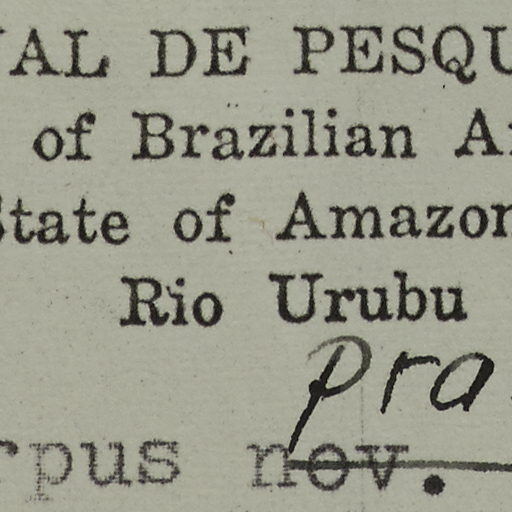 AL DE PESQU
of Brazilian A
State of Amazon
Rio Urubu
pra
rpus nov.